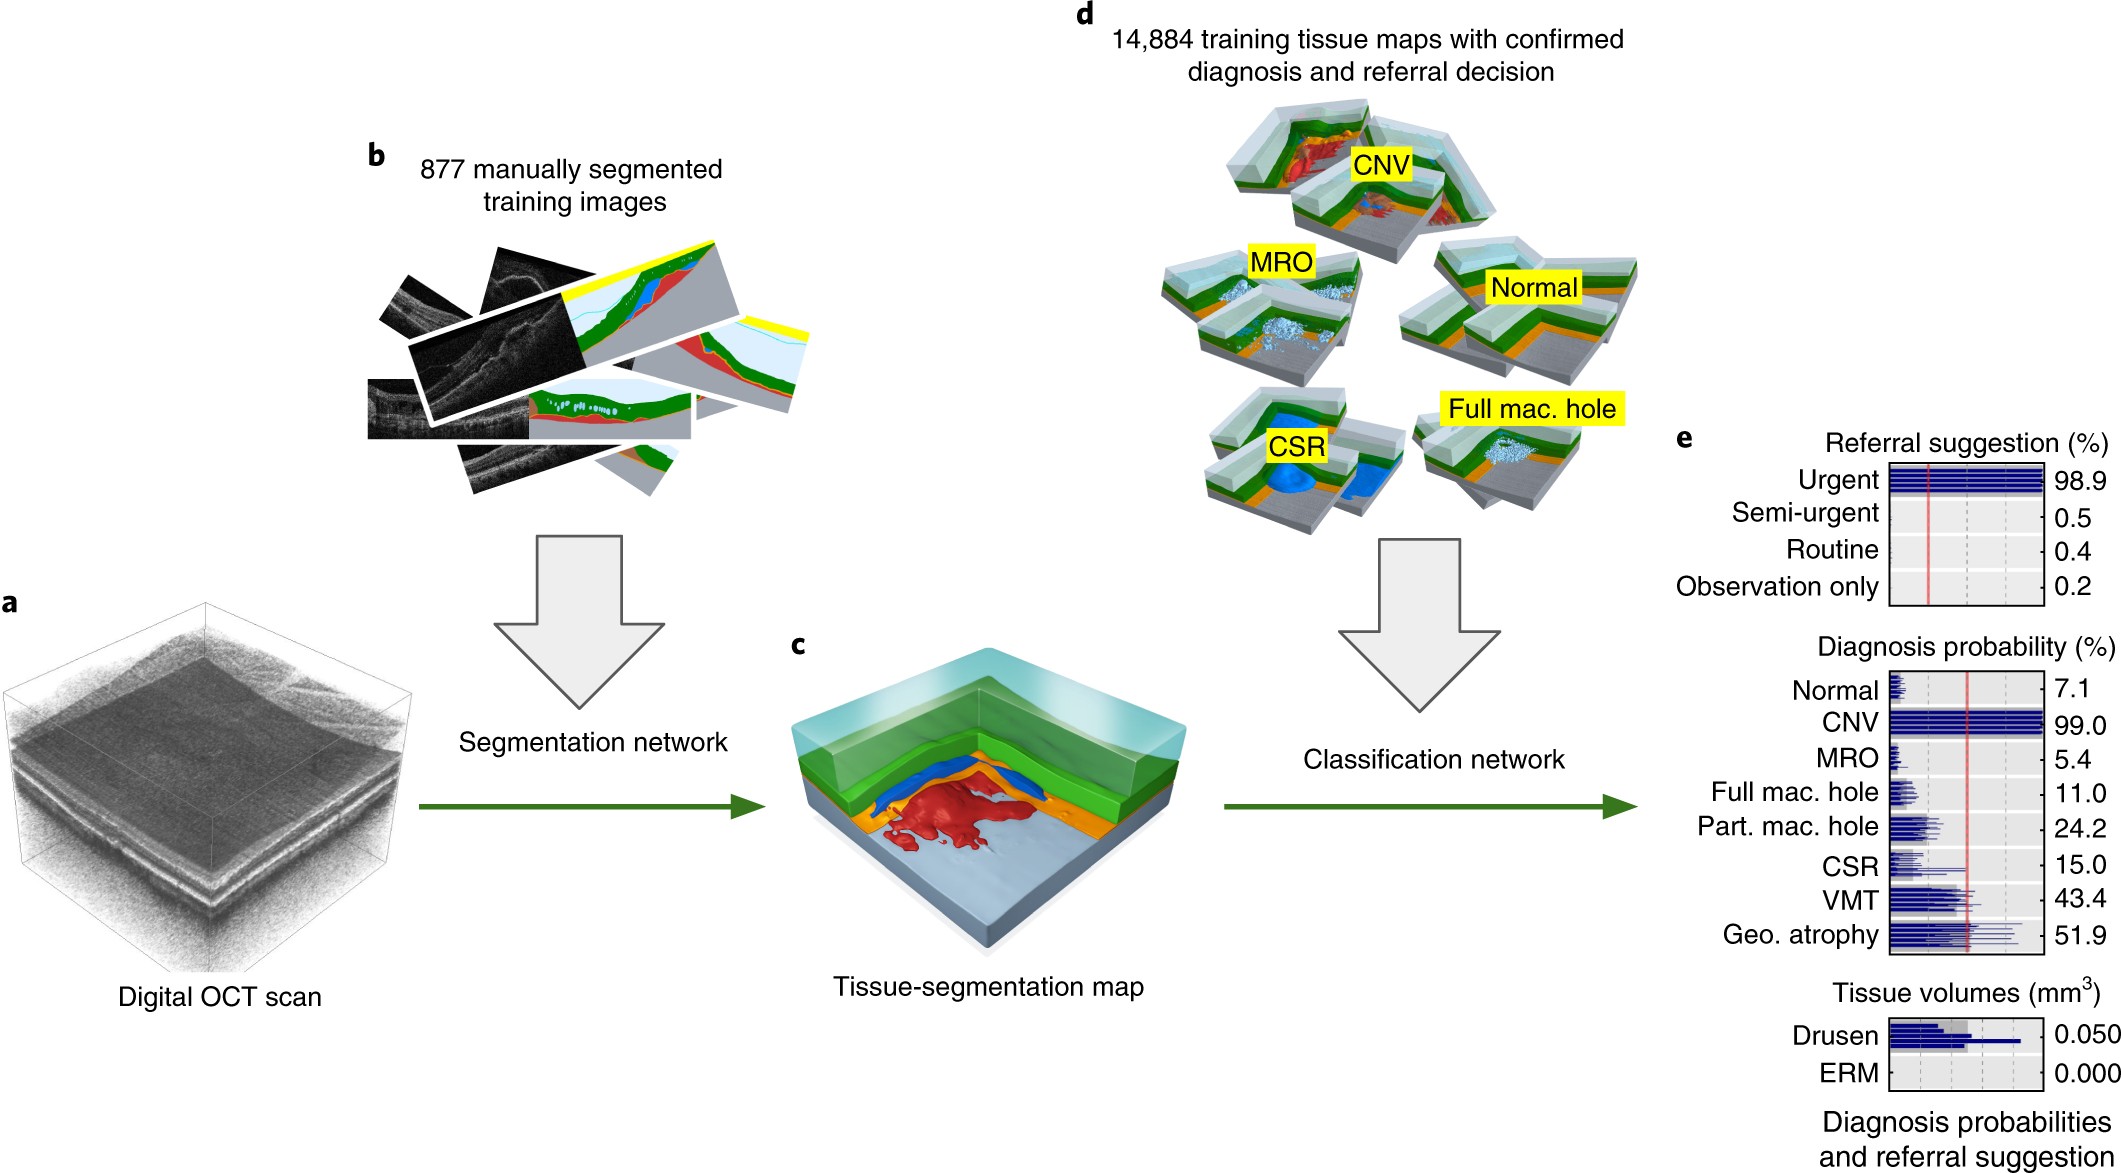 d
14,884 training tissue maps with confirmed
diagnosis and referral decision
CNV
MRO
Normal
CSR
Full mac. hole
b
877 manually segmented
training images
a
Digital OCT scan
Segmentation network
c
Tissue-segmentation map
Classification network
e
Referral suggestion (%)
Urgent 98.9
Semi-urgent 0.5
Routine 0.4
Observation only 0.2
Diagnosis probability (%)
Normal 7.1
CNV 99.0
MRO 5.4
Full mac. hole 11.0
Part. mac. hole 24.2
CSR 15.0
VMT 43.4
Geo. atrophy 51.9
Tissue volumes (mm³)
Drusen 0.050
ERM 0.000
Diagnosis probabilities
and referral suggestion